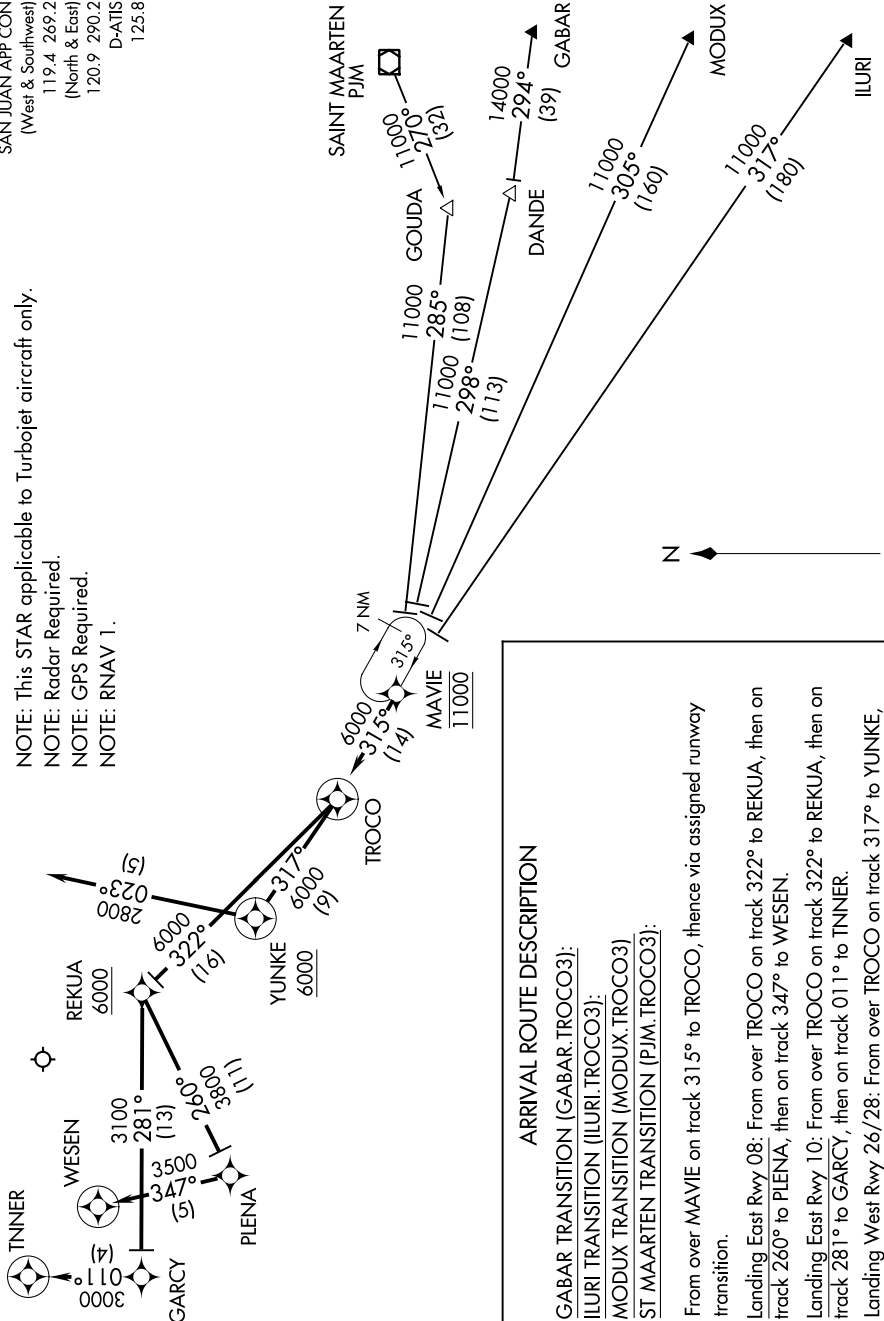 SAN JUAN APP CON
(West & Southwest)
119.4 269.2
(North & East)
120.9 290.2
D-ATIS
125.8
NOTE: This STAR applicable to Turbojet aircraft only.
NOTE: Radar Required.
NOTE: GPS Required.
NOTE: RNAV 1.
SAINT MAARTEN
PJM
11000
270°
(32)
GOUDA
GABAR
14000
294°
(39)
DANDE
MODUX
11000
305°
(160)
ILURI
11000
317°
(180)
11000
285°
(108)
11000
298°
(113)
N
7 NM
315°
MAVIE
11000
6000
315°
(14)
TROCO
317°
6000
(9)
6000
322°
(16)
YUNKE
6000
2800
023°
(5)
REKUA
6000
3100
281°
(13)
260°
3800
(11)
WESEN
3500
347°
(5)
PLENA
TNNER
3000
011°
(4)
GARCY
ARRIVAL ROUTE DESCRIPTION
GABAR TRANSITION (GABAR.TROCO3):
ILURI TRANSITION (ILURI.TROCO3):
MODUX TRANSITION (MODUX.TROCO3)
ST MAARTEN TRANSITION (PJM.TROCO3):
From over MAVIE on track 315° to TROCO, thence via assigned runway
transition.
Landing East Rwy 08: From over TROCO on track 322° to REKUA, then on
track 260° to PLENA, then on track 347° to WESEN.
Landing East Rwy 10: From over TROCO on track 322° to REKUA, then on
track 281° to GARCY, then on track 011° to TNNER.
Landing West Rwy 26/28: From over TROCO on track 317° to YUNKE,